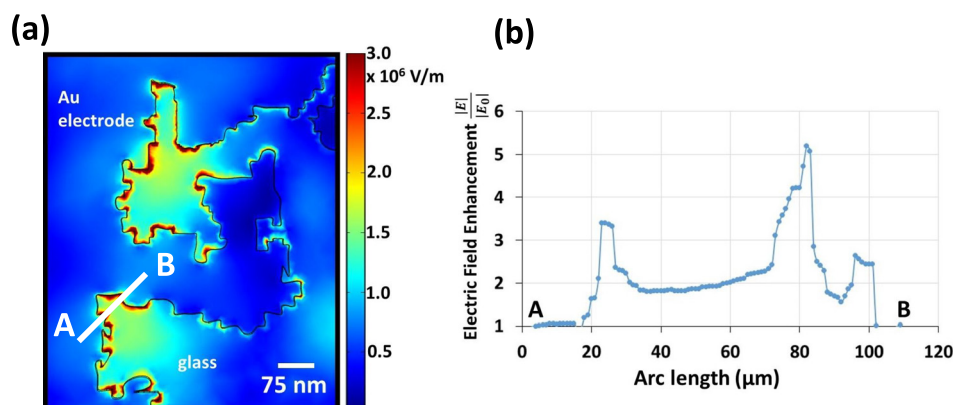 (a)
Au
electrode
A
B
glass
75 nm
3.0
x 10⁶ V/m
2.5
2.0
1.5
1.0
0.5
(b)
Electric Field Enhancement |E| / |E₀|
6
5
4
3
2
1
A
B
0 20 40 60 80 100 120
Arc length (μm)